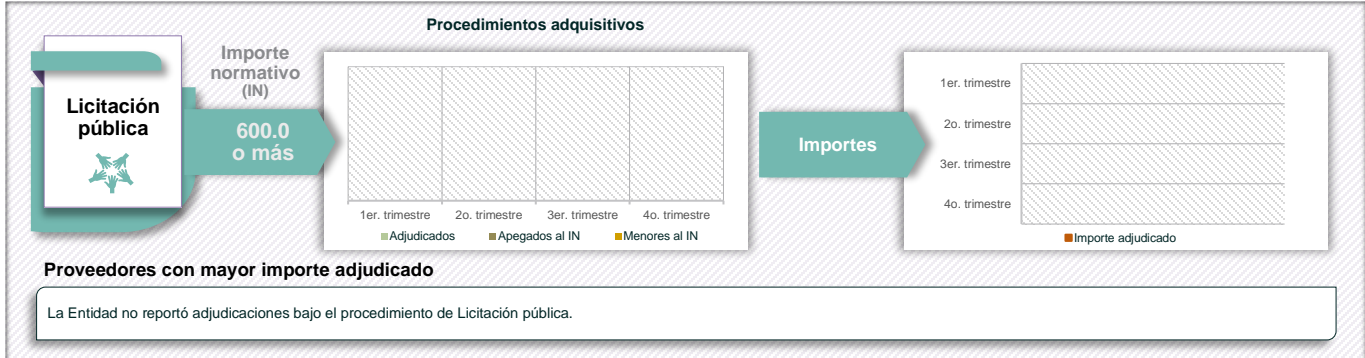 Procedimientos adquisitivos
Licitación
pública
Importe
normativo
(IN)
600.0
o más
1er. trimestre 2o. trimestre 3er. trimestre 4o. trimestre
Adjudicados Apegados al IN Menores al IN
Importes
1er. trimestre
2o. trimestre
3er. trimestre
4o. trimestre
Importe adjudicado
Proveedores con mayor importe adjudicado
La Entidad no reportó adjudicaciones bajo el procedimiento de Licitación pública.